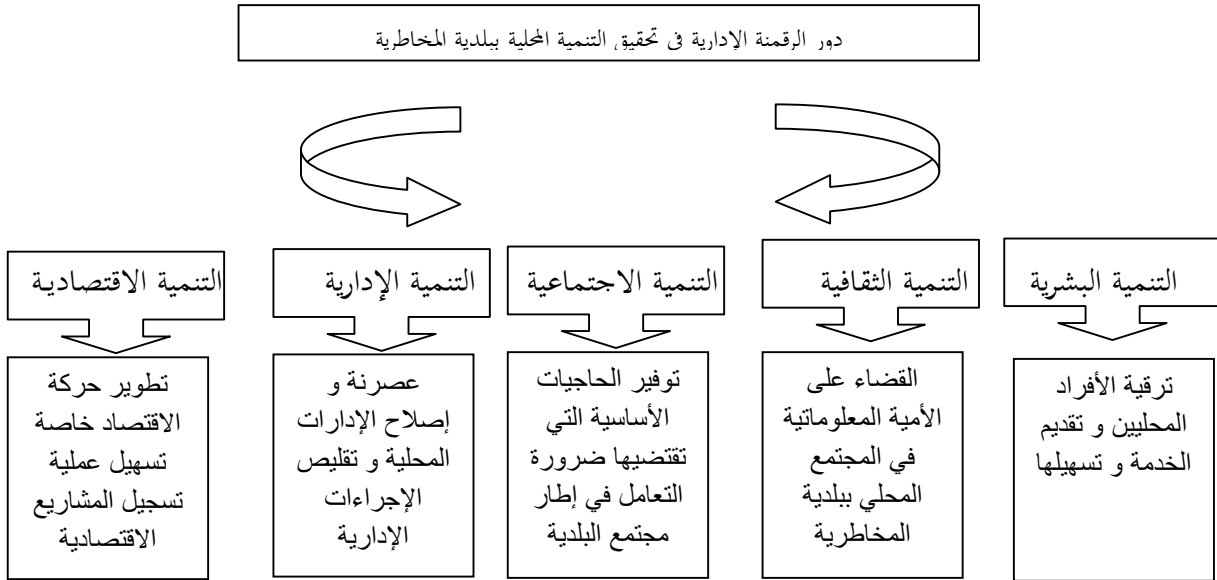 دور الرقمنة الإدارية في تحقيق التنمية المحلية ببلدية المخاطرية
التنمية البشرية
التنمية الثقافية
التنمية الاجتماعية
التنمية الإدارية
التنمية الاقتصادية
ترقية الأفراد
المحليين و تقديم
الخدمة و تسهيلها
القضاء على
الأمية المعلوماتية
في المجتمع
المحلي ببلدية
المخاطرية
توفير الحاجيات
الأساسية التي
تقتضيها ضرورة
التعامل في إطار
مجتمع البلدية
عصرنة و
إصلاح الإدارات
المحلية و تقليص
الإجراءات
الإدارية
تطوير حركة
الاقتصاد خاصة
تسهيل عملية
تسجيل المشاريع
الاقتصادية